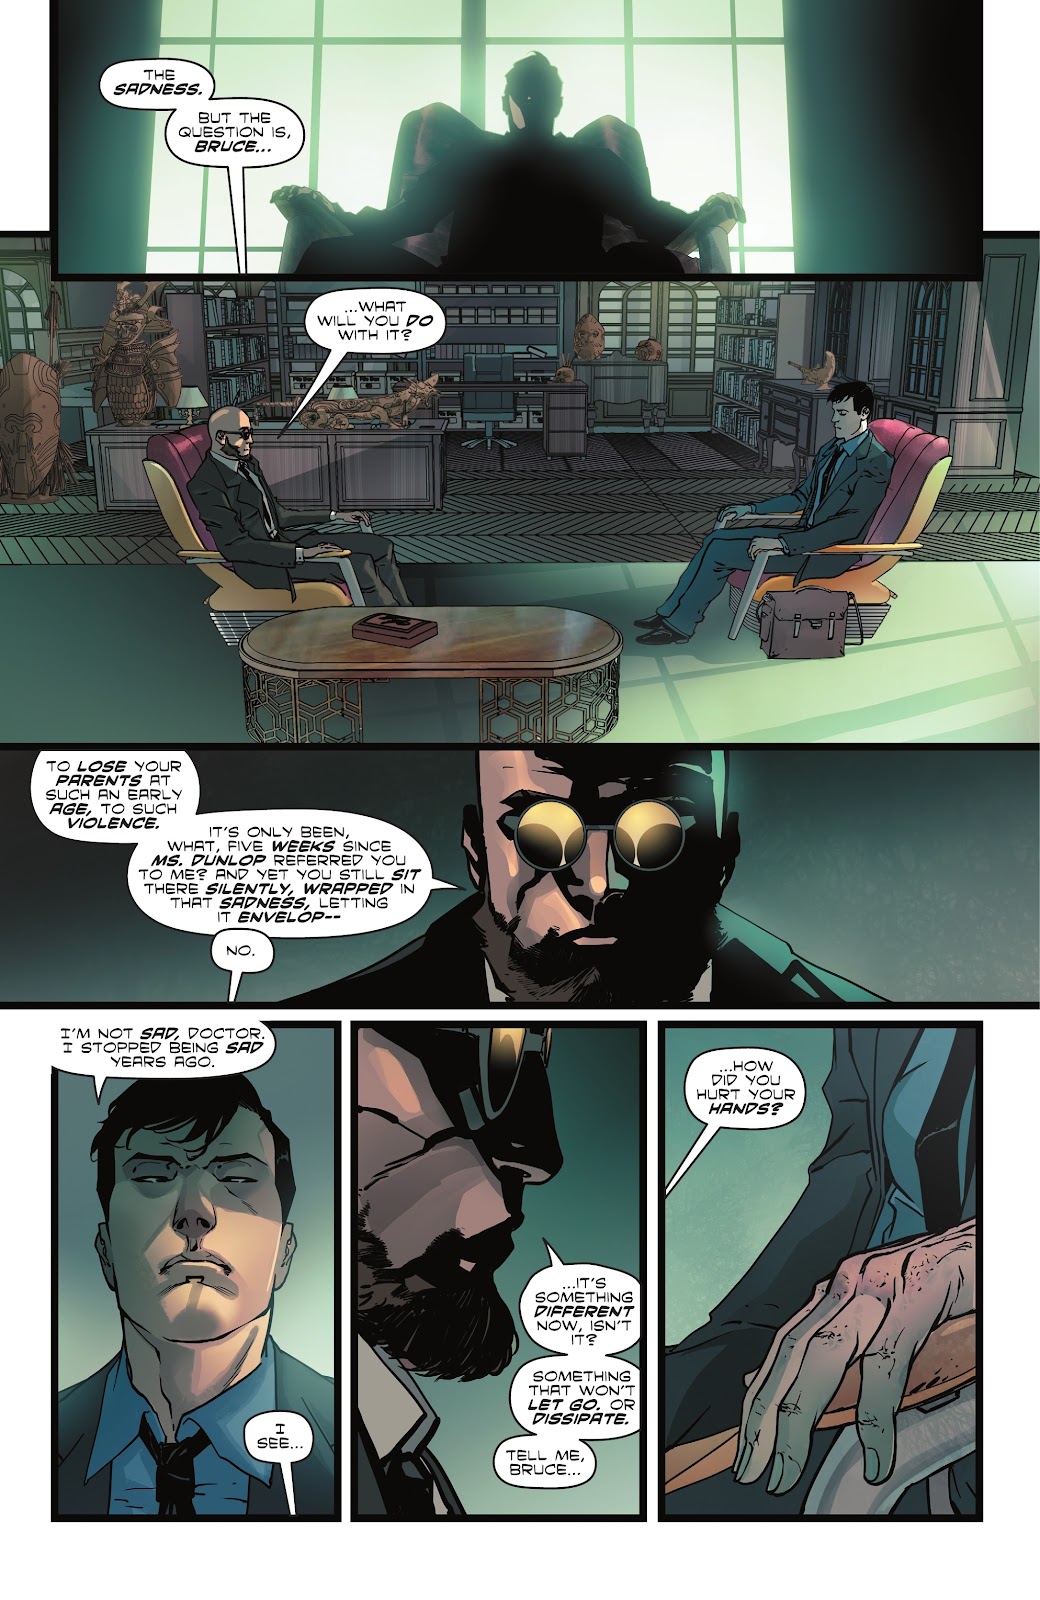 THE
SADNESS.
BUT THE
QUESTION IS,
BRUCE...
...WHAT
WILL YOU DO
WITH IT?
TO LOSE YOUR
PARENTS AT
SUCH AN EARLY
AGE, TO SUCH
VIOLENCE.
IT'S ONLY BEEN,
WHAT, FIVE WEEKS SINCE
MS. DUNLOP REFERRED YOU
TO ME? AND YET YOU STILL SIT
THERE SILENTLY, WRAPPED IN
THAT SADNESS, LETTING
IT ENVELOP--
NO.
I'M NOT SAD, DOCTOR.
I STOPPED BEING SAD
YEARS AGO.
I
SEE...
...IT'S
SOMETHING
DIFFERENT
NOW, ISN'T
IT?
SOMETHING
THAT WON'T
LET GO. OR
DISSIPATE.
TELL ME,
BRUCE...
...HOW
DID YOU
HURT YOUR
HANDS?